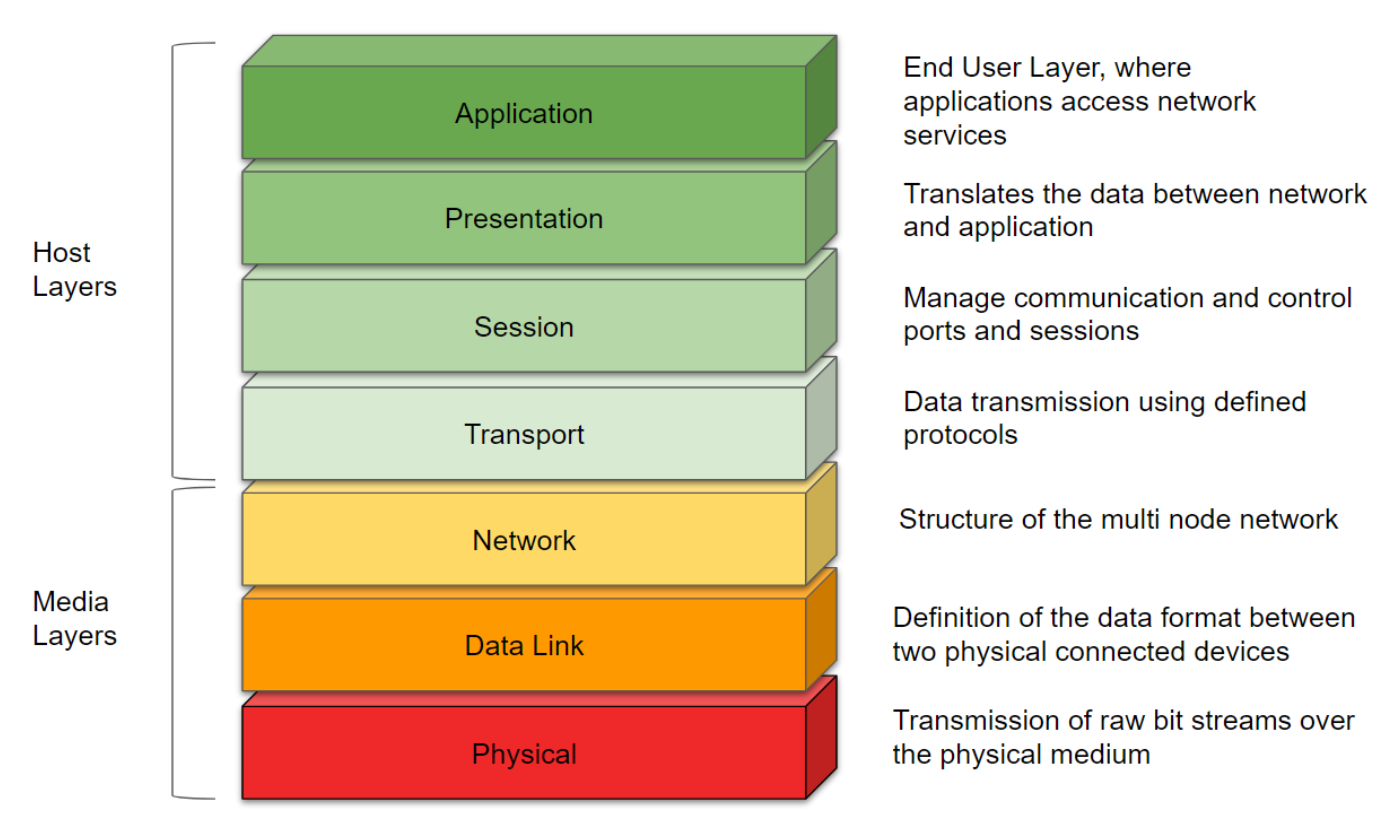 Application
End User Layer, where
applications access network
services
Presentation
Translates the data between network
and application
Host
Layers
Session
Manage communication and control
ports and sessions
Transport
Data transmission using defined
protocols
Network
Structure of the multi node network
Media
Layers
Data Link
Definition of the data format between
two physical connected devices
Physical
Transmission of raw bit streams over
the physical medium